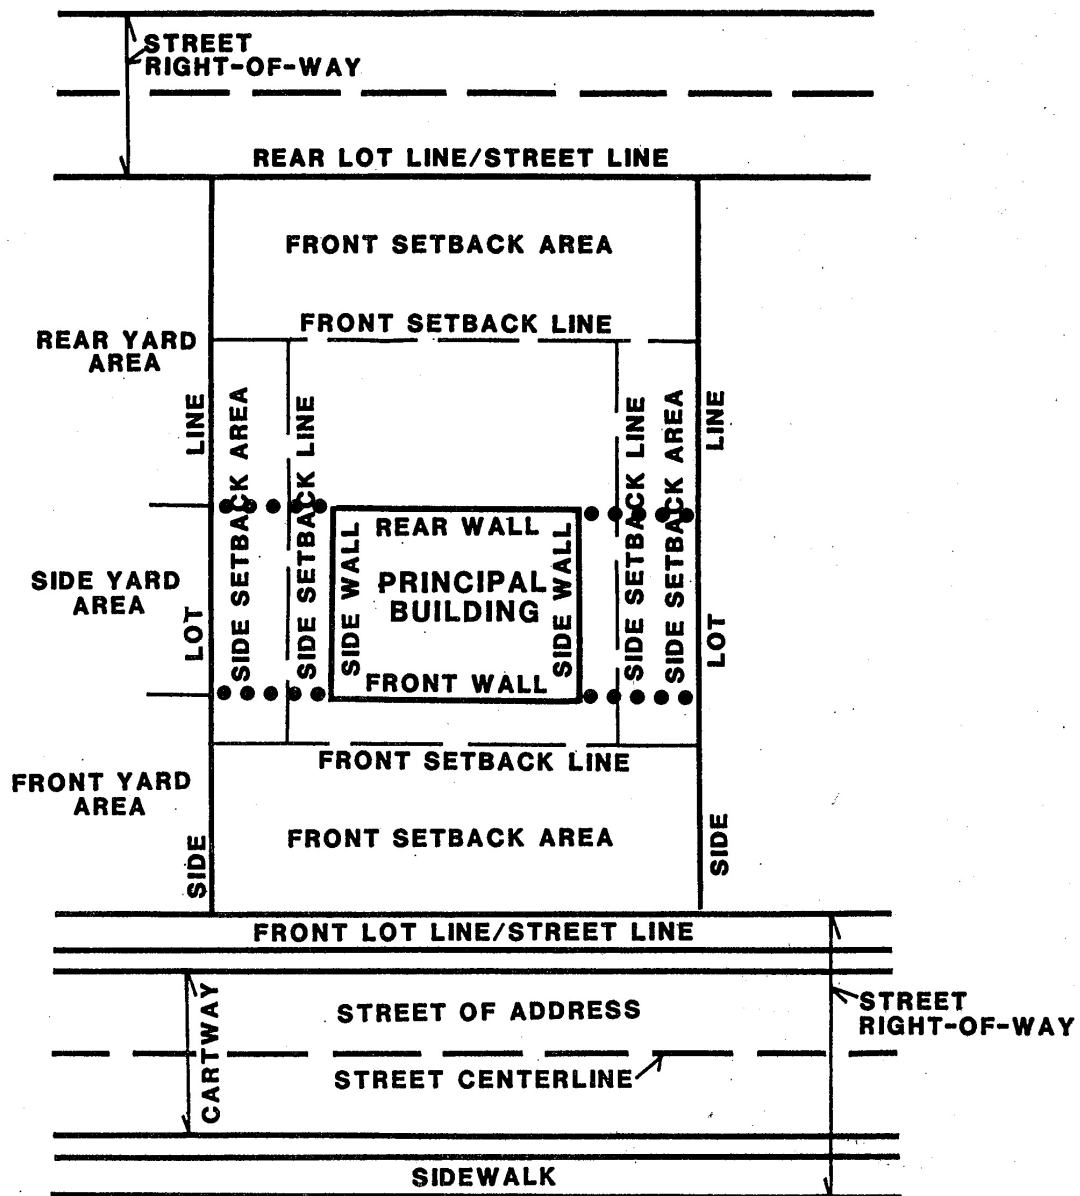 STREET
RIGHT-OF-WAY
REAR LOT LINE/STREET LINE
FRONT SETBACK AREA
FRONT SETBACK LINE
REAR YARD
AREA
SIDE LOT LINE
SIDE SETBACK AREA
SIDE SETBACK LINE
SIDE SETBACK LINE
SIDE SETBACK AREA
SIDE LOT LINE
REAR WALL
SIDE WALL
PRINCIPAL
BUILDING
SIDE WALL
FRONT WALL
SIDE YARD
AREA
FRONT SETBACK LINE
FRONT YARD
AREA
FRONT SETBACK AREA
FRONT LOT LINE/STREET LINE
CARTWAY
STREET OF ADDRESS
STREET
RIGHT-OF-WAY
STREET CENTERLINE
SIDEWALK